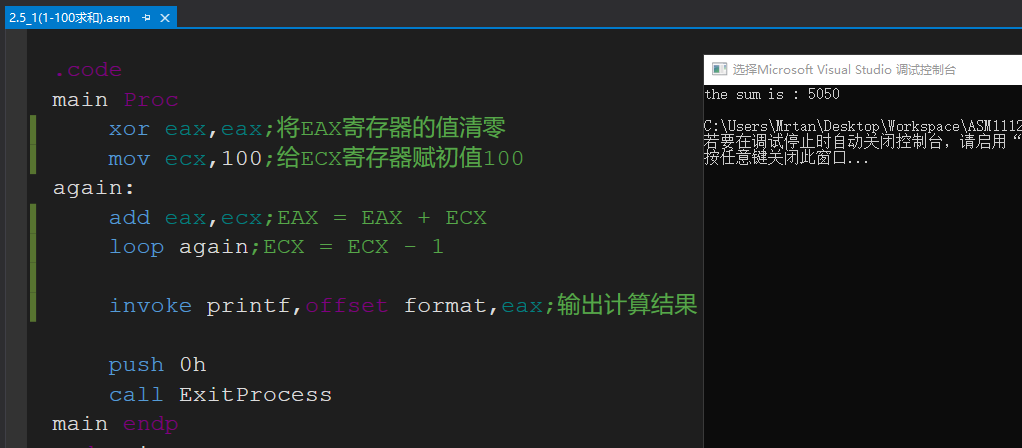 2.5_1(1-100求和).asm
.code
main Proc
xor eax,eax;将EAX寄存器的值清零
mov ecx,100;给ECX寄存器赋初值100
again:
add eax,ecx;EAX = EAX + ECX
loop again;ECX = ECX - 1
invoke printf,offset format,eax;输出计算结果
push 0h
call ExitProcess
main endp
选择Microsoft Visual Studio 调试控制台
the sum is : 5050
C:\Users\Mrtan\Desktop\Workspace\ASM1112
若要在调试停止时自动关闭控制台，请启用“
按任意键关闭此窗口...